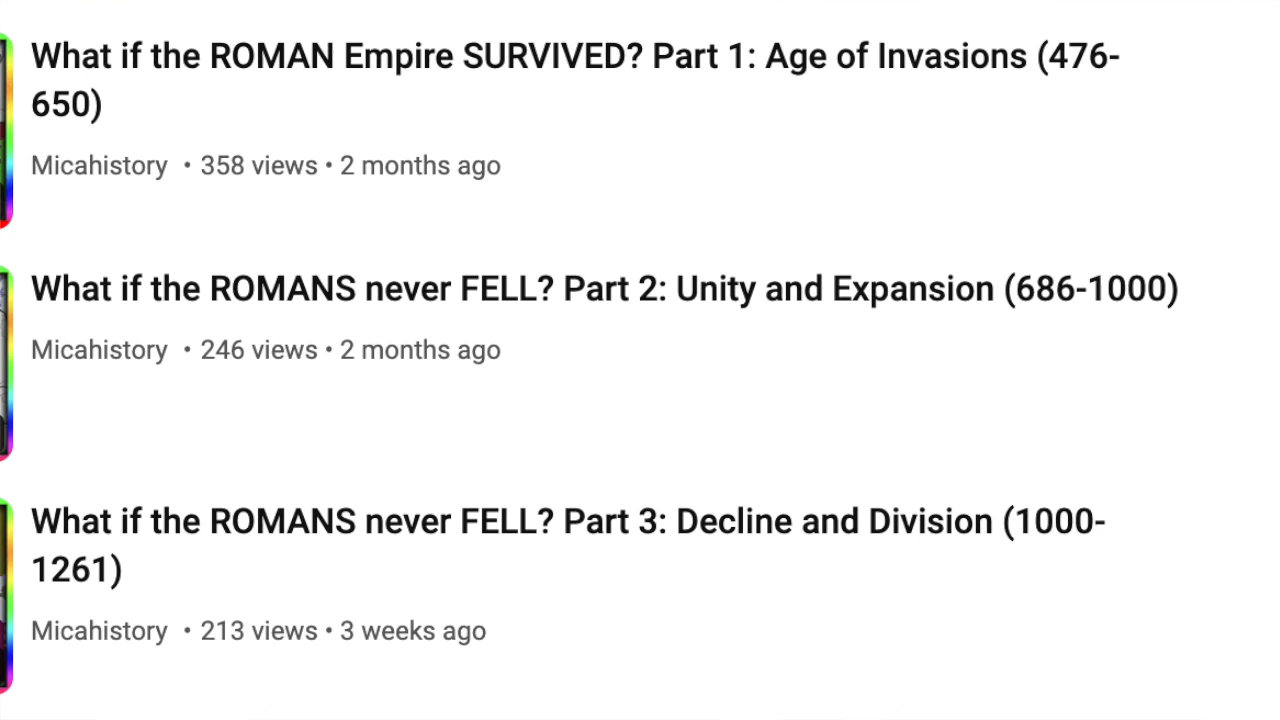 What if the ROMAN Empire SURVIVED? Part 1: Age of Invasions (476-
650)
Micahistory • 358 views • 2 months ago
What if the ROMANS never FELL? Part 2: Unity and Expansion (686-1000)
Micahistory • 246 views • 2 months ago
What if the ROMANS never FELL? Part 3: Decline and Division (1000-
1261)
Micahistory • 213 views • 3 weeks ago